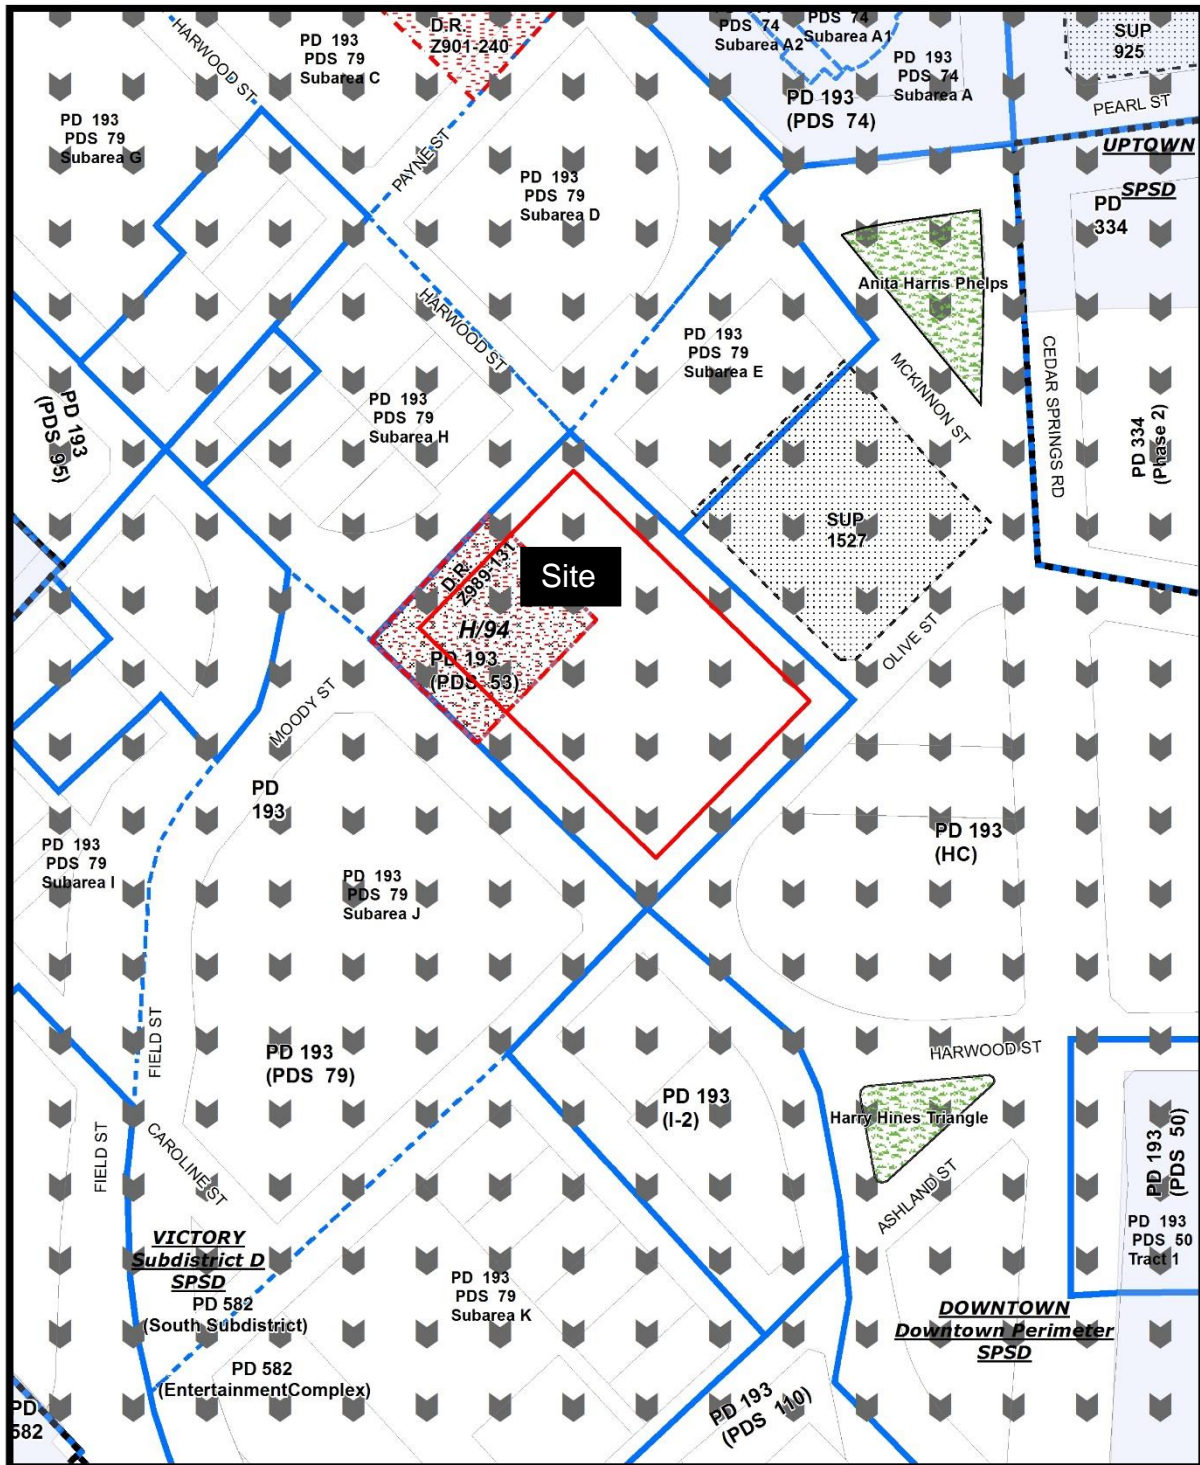 HARWOOD ST
PD 193
PDS 79
Subarea C
D.R.
Z901-240
PDS 74
Subarea A2
PDS 74
Subarea A1
SUP
925
PD 193
PDS 74
Subarea A
PD 193
(PDS 74)
PEARL ST
PD 193
PDS 79
Subarea G
PAYNE ST
UPTOWN
SPSD
PD 193
PDS 79
Subarea D
PD
334
Anita Harris Phelps
HARWOOD ST
PD 193
PDS 79
Subarea E
MCKINNON ST
CEDAR SPRINGS RD
PD 193
(PDS 95)
PD 193
PDS 79
Subarea H
PD 334
(Phase 2)
SUP
1527
D.R.
Z989-131
Site
H/94
PD 193
(PDS 53)
OLIVE ST
MOODY ST
PD
193
PD 193
(HC)
PD 193
PDS 79
Subarea I
PD 193
PDS 79
Subarea J
FIELD ST
PD 193
(PDS 79)
HARWOOD ST
PD 193
(I-2)
Harry Hines Triangle
FIELD ST
CAROLINE ST
ASHLAND ST
PD 193
(PDS 50)
PD 193
PDS 50
Tract 1
VICTORY
Subdistrict D
SPSD
PD 582
(South Subdistrict)
PD 193
PDS 79
Subarea K
DOWNTOWN
Downtown Perimeter
SPSD
PD 582
(EntertainmentComplex)
PD
582
PD 193
(PDS 110)